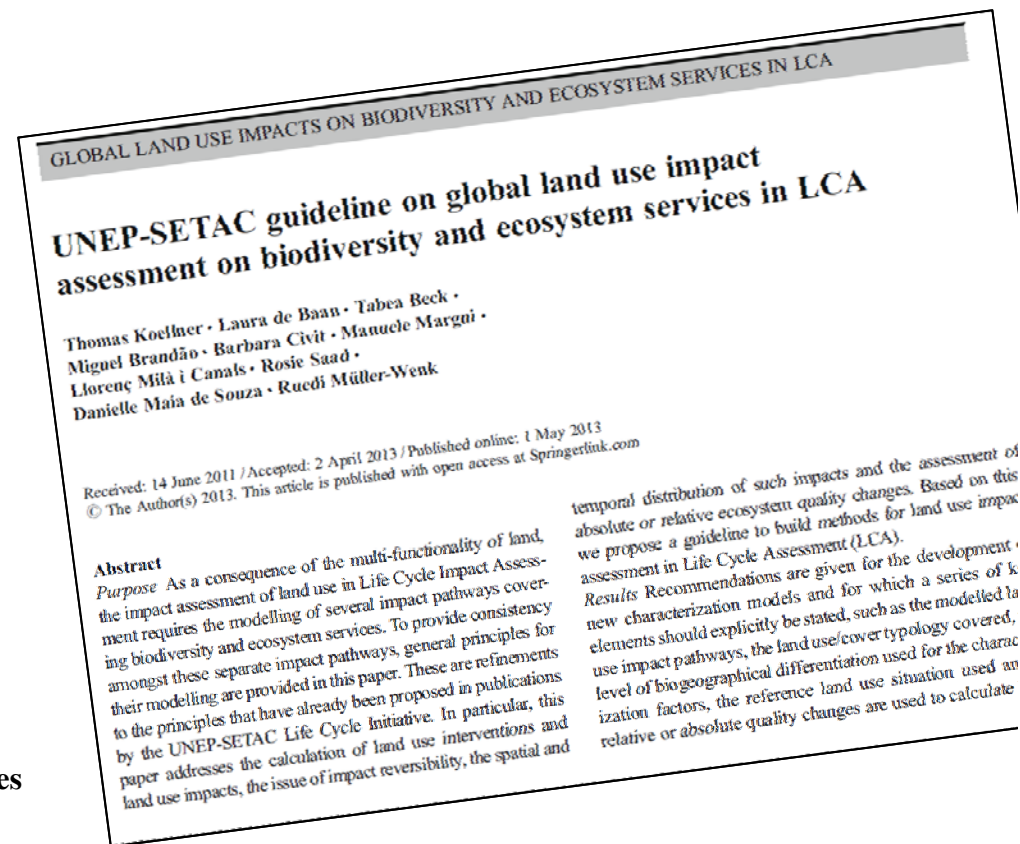 GLOBAL LAND USE IMPACTS ON BIODIVERSITY AND ECOSYSTEM SERVICES IN LCA
UNEP-SETAC guideline on global land use impact
assessment on biodiversity and ecosystem services in LCA
Thomas Koellner · Laura de Baan · Tabea Beck ·
Miguel Brandão · Barbara Civit · Manuele Margni ·
Llorenç Milà i Canals · Rosie Saad ·
Danielle Maia de Souza · Ruedi Müller-Wenk
Received: 14 June 2011 / Accepted: 2 April 2013 / Published online: 1 May 2013
© The Author(s) 2013. This article is published with open access at Springerlink.com
Abstract
Purpose As a consequence of the multi-functionality of land,
the impact assessment of land use in Life Cycle Impact Assess-
ment requires the modelling of several impact pathways cover-
ing biodiversity and ecosystem services. To provide consistency
amongst these separate impact pathways, general principles for
their modelling are provided in this paper. These are refinements
to the principles that have already been proposed in publications
by the UNEP-SETAC Life Cycle Initiative. In particular, this
paper addresses the calculation of land use interventions and
land use impacts, the issue of impact reversibility, the spatial and
temporal distribution of such impacts and the assessment of
absolute or relative ecosystem quality changes. Based on this
we propose a guideline to build methods for land use impac
assessment in Life Cycle Assessment (LCA).
Results Recommendations are given for the development
new characterization models and for which a series of k
elements should explicitly be stated, such as the modelled la
use impact pathways, the land use/cover typology covered,
level of biogeographical differentiation used for the charac
ization factors, the reference land use situation used an
relative or absolute quality changes are used to calculate
es